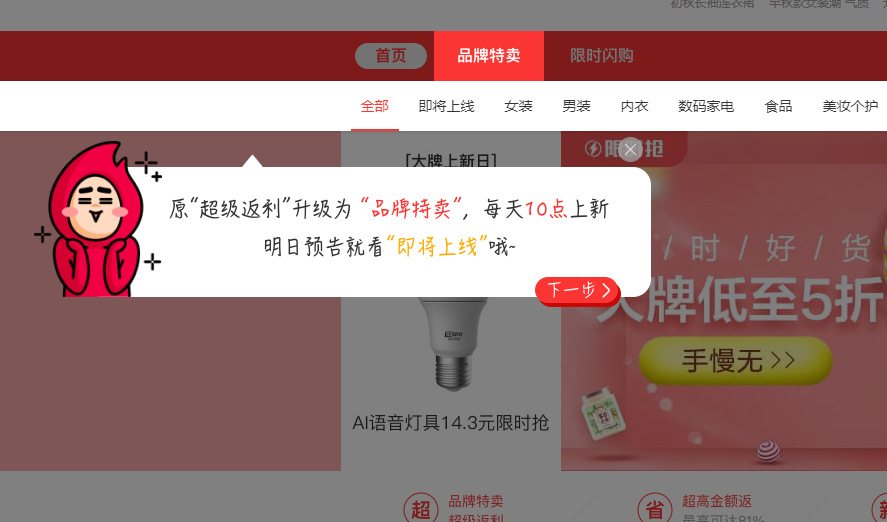 初秋长袖连衣裙 早秋款女装潮 气质
首页 品牌特卖 限时闪购
全部 即将上线 女装 男装 内衣 数码家电 食品 美妆个护
[大牌上新日]
限 抢
原“超级返利”升级为 “品牌特卖”，每天10点上新
明日预告就看“即将上线”哦~
下一步
时 好 货
大牌低至5折
手慢无 >>
AI语音灯具14.3元限时抢
超 品牌特卖
超级返利
省 超高金额返
最高可达81%